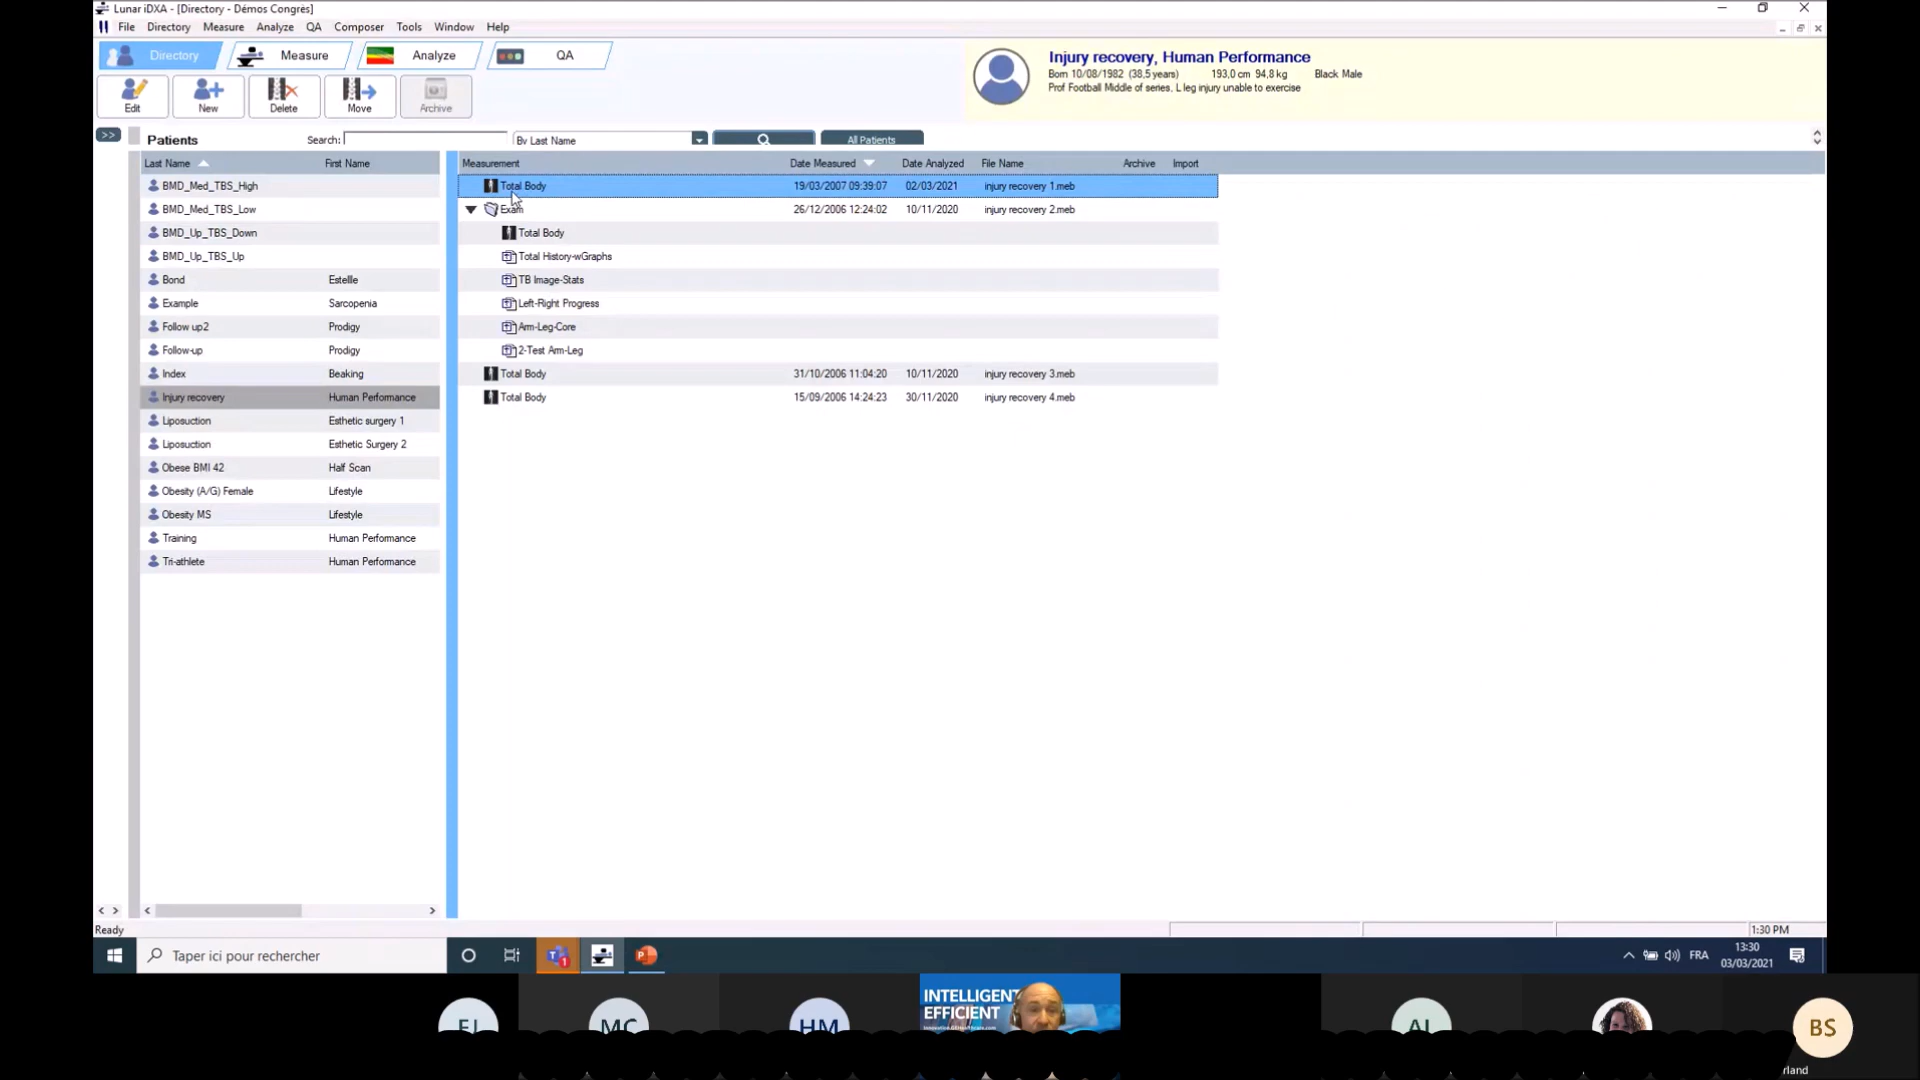 Lunar iDXA - [Directory - Démos Congrès]
File Directory Measure Analyze QA Composer Tools Window Help
Directory Measure Analyze QA
Edit New Delete Move Archive
Injury recovery, Human Performance
Born 10/08/1982 (38,5 years) 193,0 cm 94,8 kg Black Male
Prof Football Middle of series, L leg injury unable to exercise
>> Patients Search: By Last Name All Patients
Last Name First Name
BMD_Med_TBS_High
BMD_Med_TBS_Low
BMD_Up_TBS_Down
BMD_Up_TBS_Up
Bond Estellle
Example Sarcopenia
Follow up2 Prodigy
Follow-up Prodigy
Index Beaking
Injury recovery Human Performance
Liposuction Esthetic surgery 1
Liposuction Esthetic Surgery 2
Obese BMI 42 Half Scan
Obesity (A/G) Female Lifestyle
Obesity MS Lifestyle
Training Human Performance
Tri-athlete Human Performance
Measurement Date Measured Date Analyzed File Name Archive Import
Total Body 19/03/2007 09:39:07 02/03/2021 injury recovery 1.meb
Exam 26/12/2006 12:24:02 10/11/2020 injury recovery 2.meb
Total Body
Total History-wGraphs
TB Image-Stats
Left-Right Progress
Arm-Leg-Core
2-Test Arm-Leg
Total Body 31/10/2006 11:04:20 10/11/2020 injury recovery 3.meb
Total Body 15/09/2006 14:24:23 30/11/2020 injury recovery 4.meb
Ready 1:30 PM
Taper ici pour rechercher
FRA
13:30
03/03/2021
INTELLIGENT
EFFICIENT
MC HM BS
rland